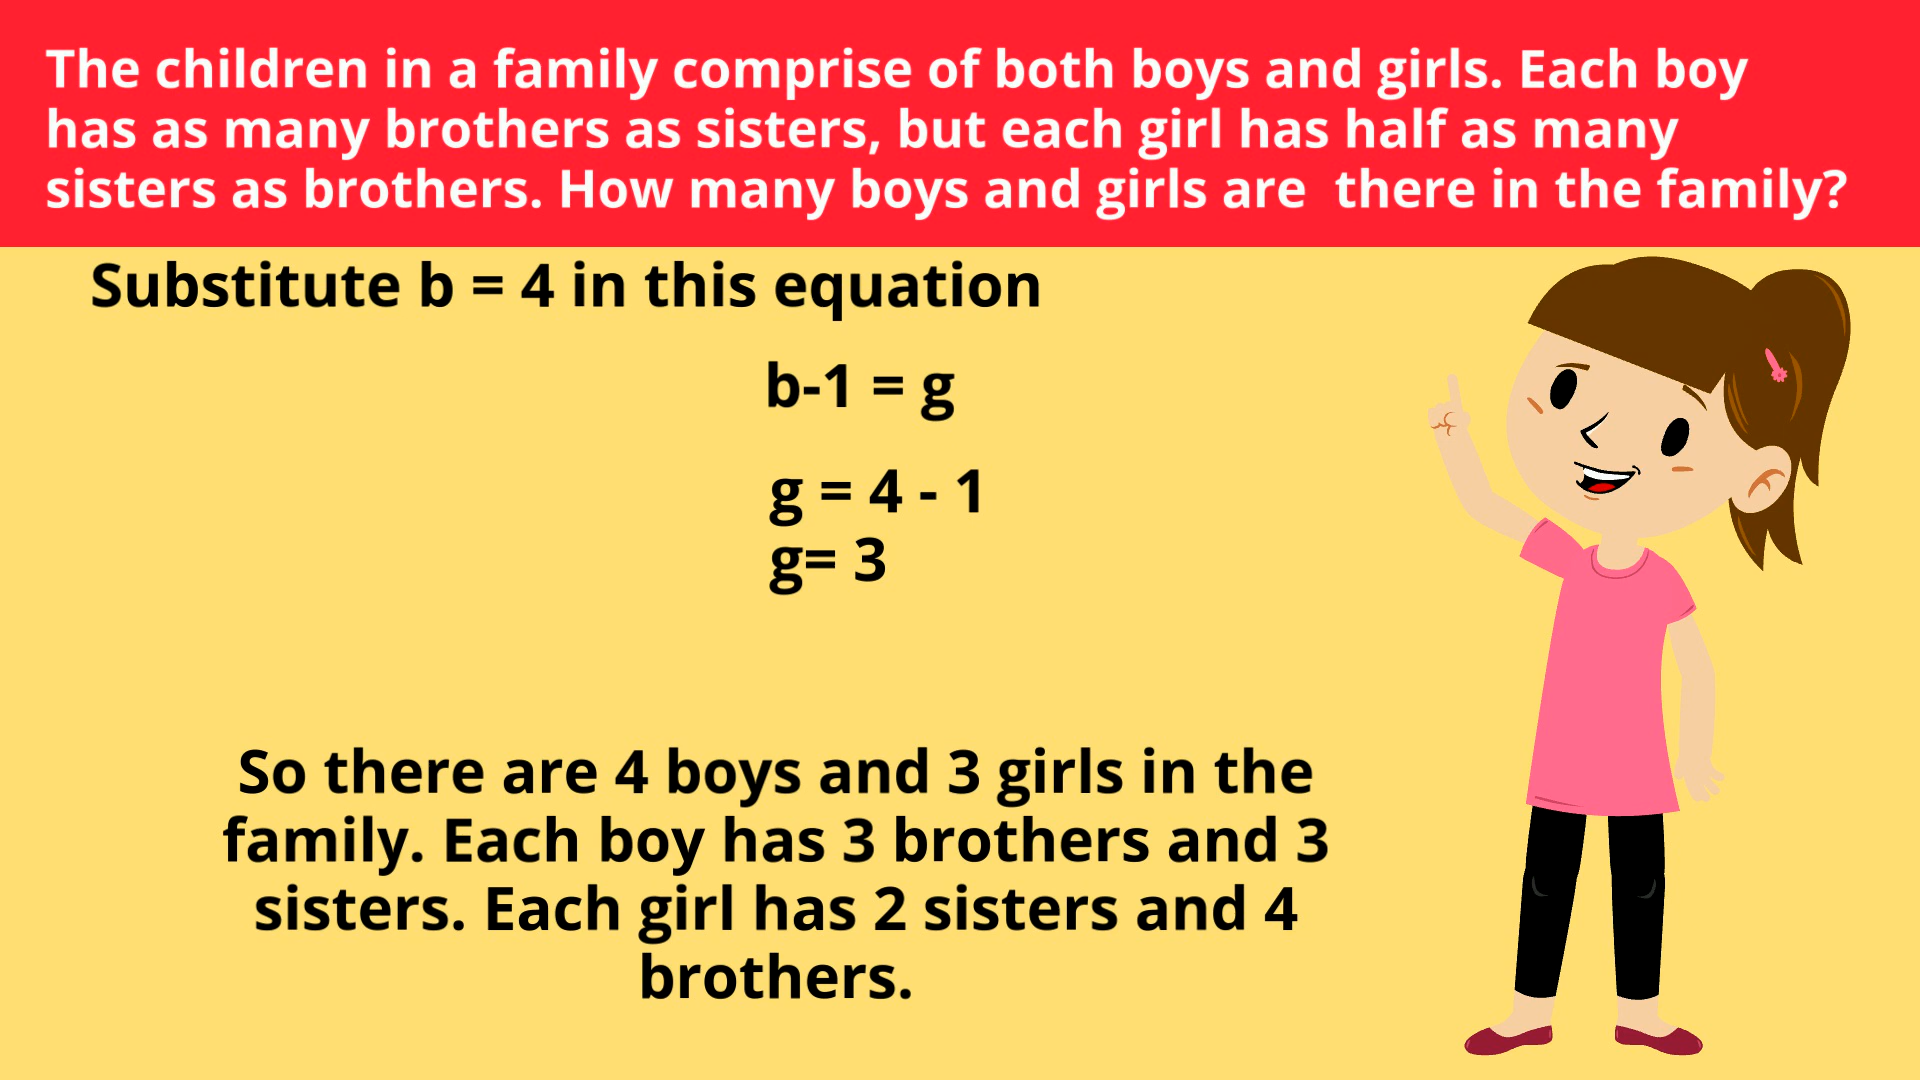 The children in a family comprise of both boys and girls. Each boy
has as many brothers as sisters, but each girl has half as many
sisters as brothers. How many boys and girls are  there in the family?
Substitute b = 4 in this equation
b-1 = g
g = 4 - 1
g= 3
So there are 4 boys and 3 girls in the
family. Each boy has 3 brothers and 3
sisters. Each girl has 2 sisters and 4
brothers.